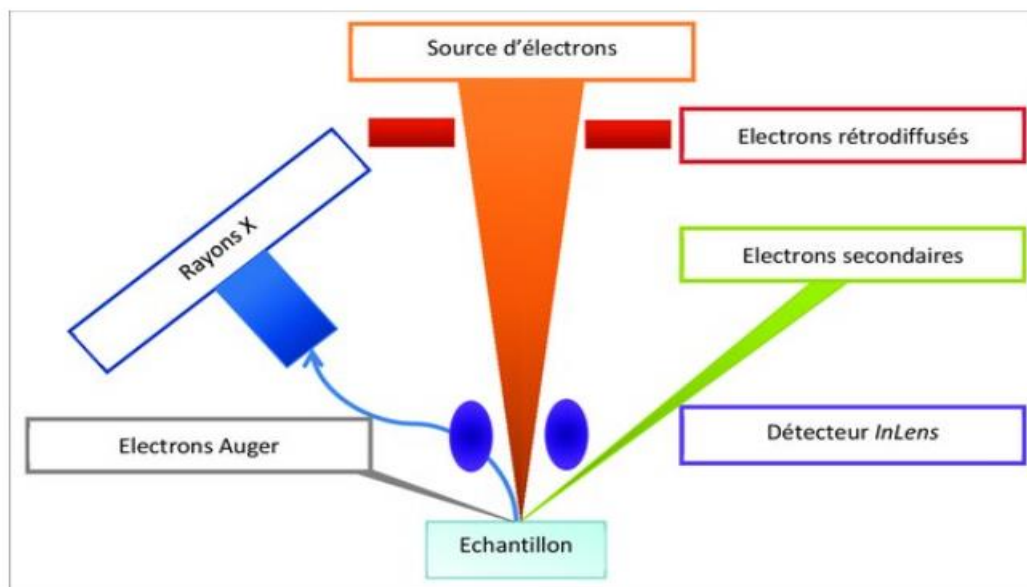 Source d'électrons
Electrons rétrodiffusés
Rayons X
Electrons secondaires
Electrons Auger
Détecteur InLens
Echantillon